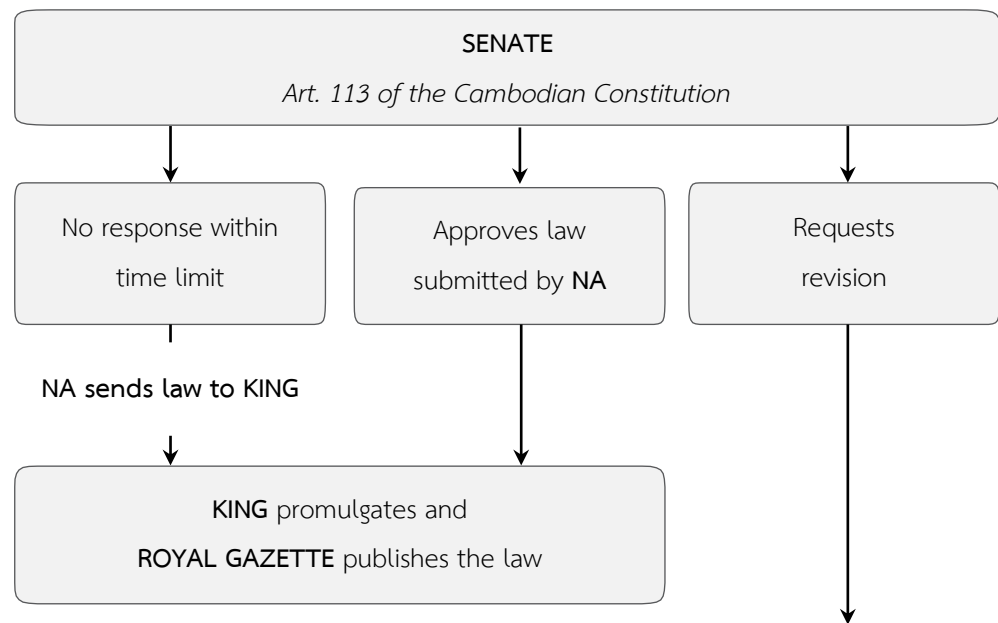 SENATE
Art. 113 of the Cambodian Constitution
No response within
time limit
Approves law
submitted by NA
Requests
revision
NA sends law to KING
KING promulgates and
ROYAL GAZETTE publishes the law